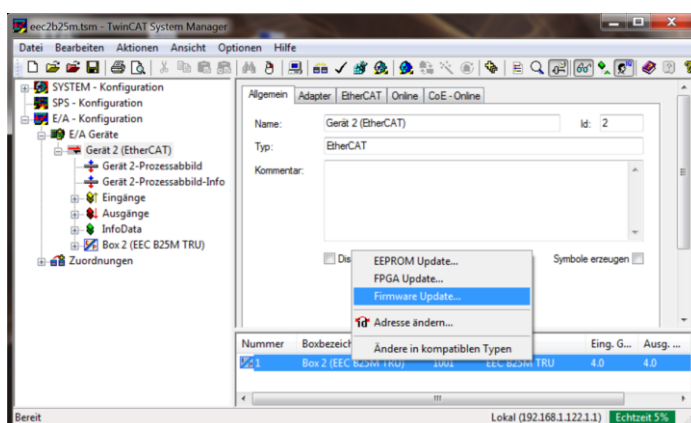 eec2b25m.tsm - TwinCAT System Manager
Datei Bearbeiten Aktionen Ansicht Optionen Hilfe
SYSTEM - Konfiguration
SPS - Konfiguration
E/A - Konfiguration
E/A Geräte
Gerät 2 (EtherCAT)
Gerät 2-Prozessabbild
Gerät 2-Prozessabbild-Info
Eingänge
Ausgänge
InfoData
Box 2 (EEC B25M TRU)
Zuordnungen
Allgemein Adapter EtherCAT Online CoE - Online
Name: Gerät 2 (EtherCAT) Id: 2
Typ: EtherCAT
Kommentar:
Dis Symbole erzeugen
EEPROM Update...
FPGA Update...
Firmware Update...
Adresse ändern...
Ändere in kompatiblen Typen
Nummer Boxbezeich Eing. G... Ausg. ...
1 Box 2 (EEC B25M TRU) 1001 EEC B25M TRU 4.0 4.0
Bereit Lokal (192.168.1.122.1.1) Echtzeit 5%